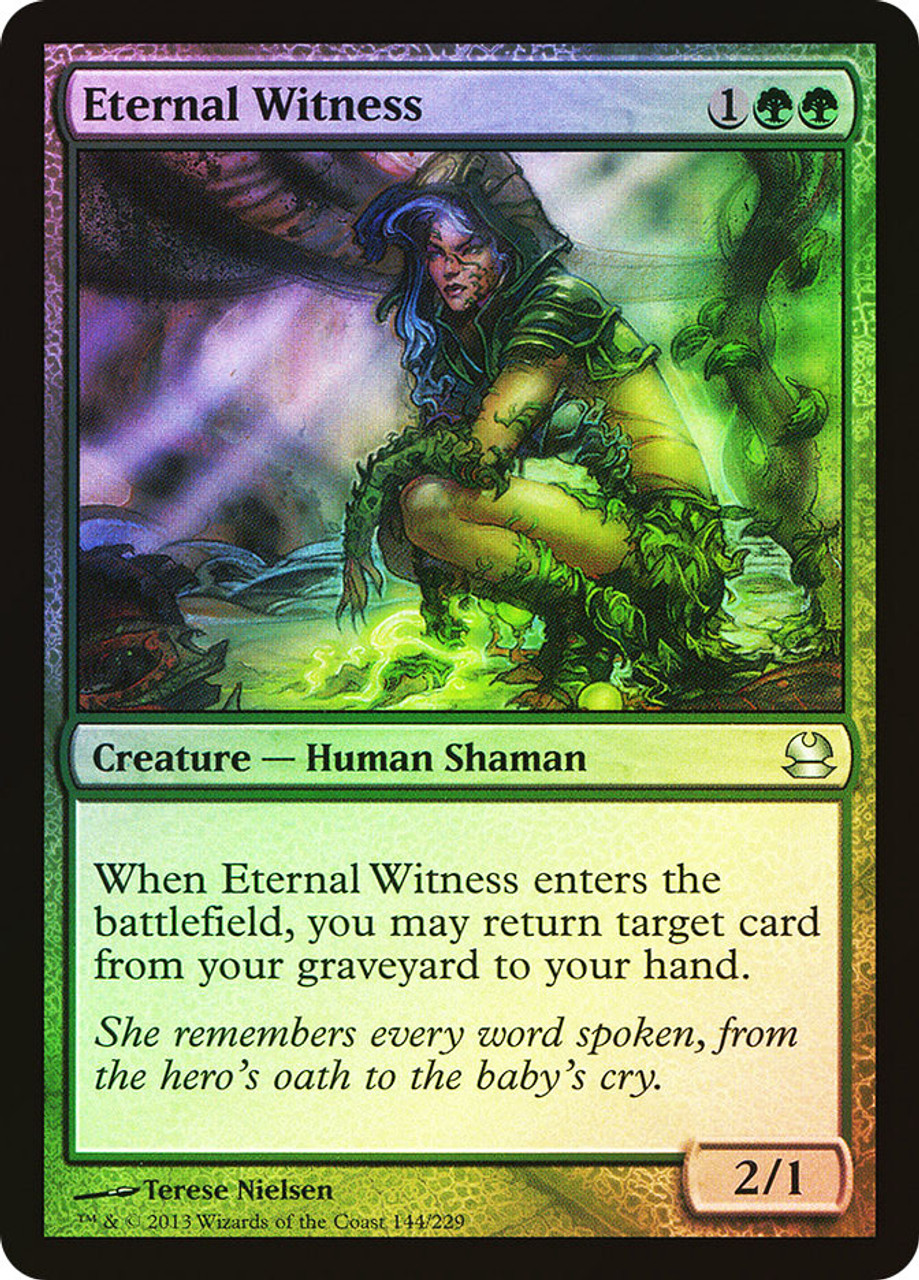 Eternal Witness 1
Creature — Human Shaman
When Eternal Witness enters the
battlefield, you may return target card
from your graveyard to your hand.
She remembers every word spoken, from
the hero's oath to the baby's cry.
2/1
Terese Nielsen
™ & © 2013 Wizards of the Coast 144/229